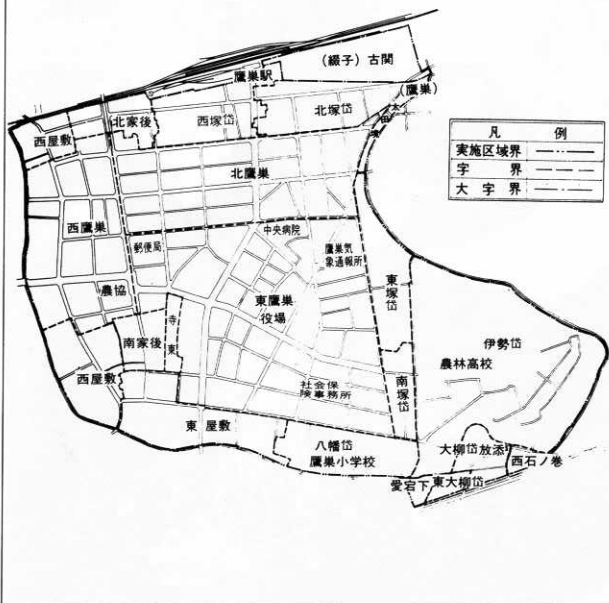 (綴子)古関
鷹巣駅
(鷹巣)
太田境
北家後
西塚岱
北塚岱
西屋敷
凡例
実施区域界
字界
大字界
北鷹巣
西鷹巣
郵便局
中央病院
鷹巣気
象通報所
東塚岱
農協
東鷹巣
役場
寺東
南家後
伊勢岱
農林高校
西屋敷
社会保
険事務所
南塚岱
東屋敷
八幡岱
鷹巣小学校
大柳岱
放添
西石ノ巻
愛宕下
東大柳岱